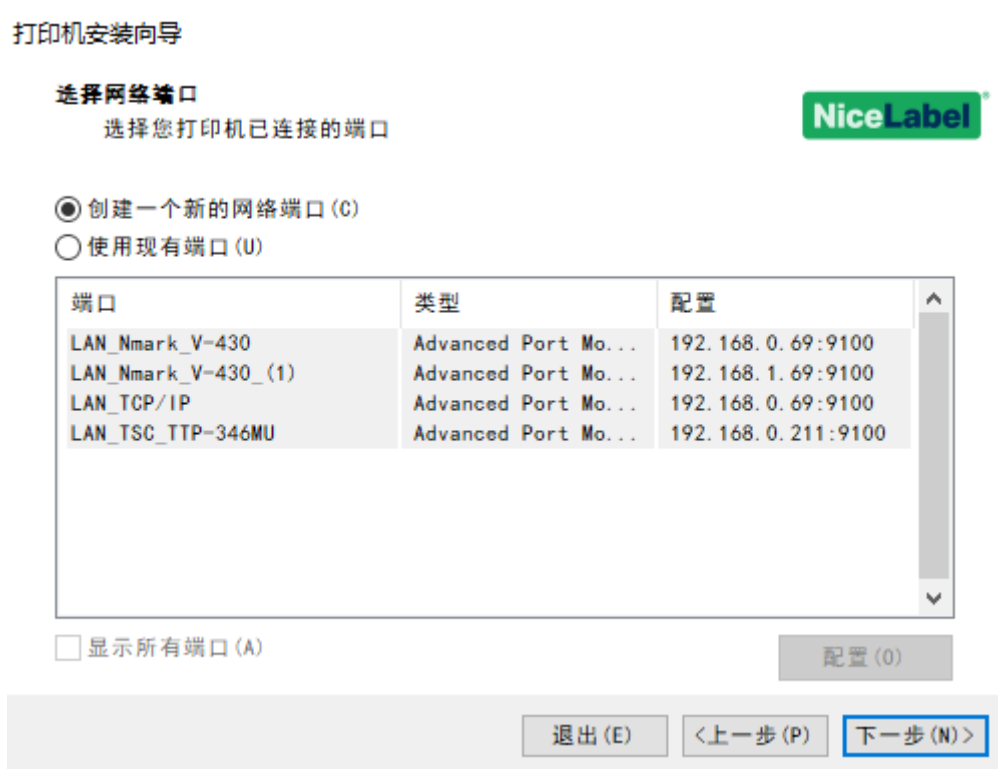 打印机安装向导
选择网络端口
选择您打印机已连接的端口
NiceLabel®
创建一个新的网络端口(C)
使用现有端口(U)
端口 类型 配置
LAN_Nmark_V-430 Advanced Port Mo... 192.168.0.69:9100
LAN_Nmark_V-430_(1) Advanced Port Mo... 192.168.1.69:9100
LAN_TCP/IP Advanced Port Mo... 192.168.0.69:9100
LAN_TSC_TTP-346MU Advanced Port Mo... 192.168.0.211:9100
显示所有端口(A)
配置(O)
退出(E) <上一步(P) 下一步(N)>